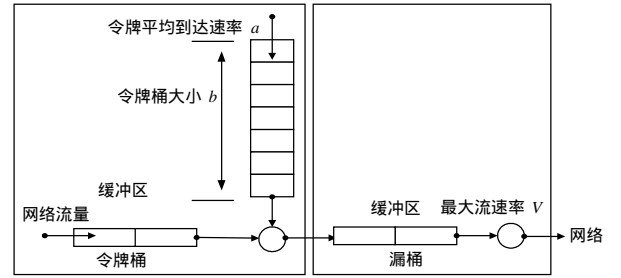 令牌平均到达速率 a
令牌桶大小 b
缓冲区
网络流量
令牌桶
缓冲区
最大流速率 V
网络
漏桶